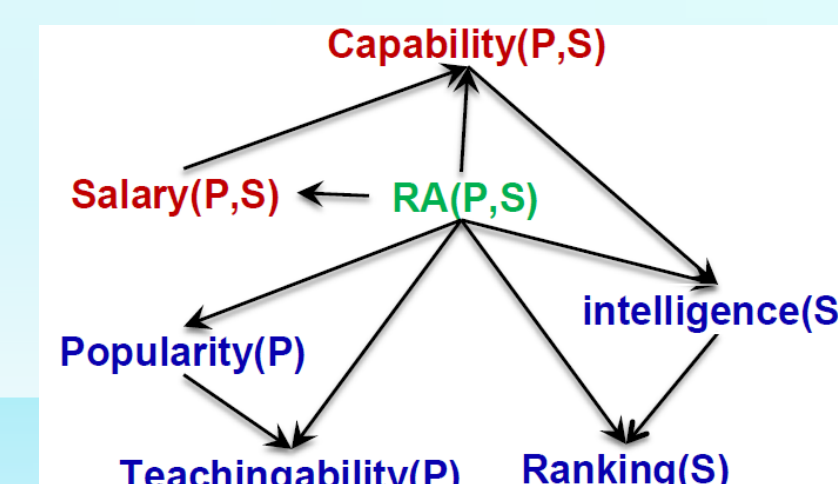 Capability(P,S)
Salary(P,S)
RA(P,S)
intelligence(S
Popularity(P)
Teachingability(P)
Ranking(S)